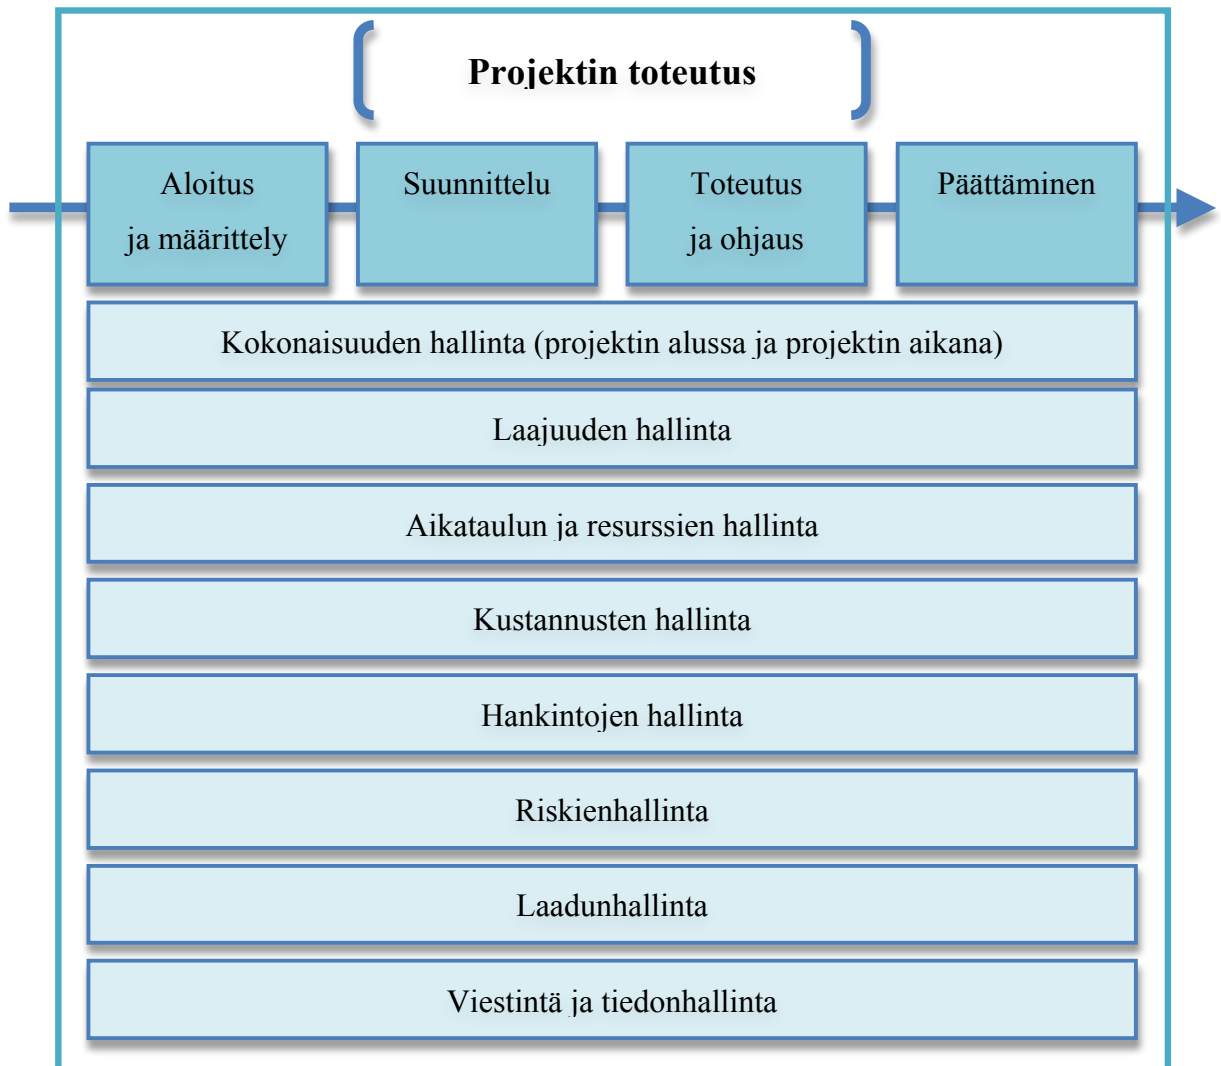 Projektin toteutus
Aloitus
ja määrittely
Suunnittelu
Toteutus
ja ohjaus
Päättäminen
Kokonaisuuden hallinta (projektin alussa ja projektin aikana)
Laajuuden hallinta
Aikataulun ja resurssien hallinta
Kustannusten hallinta
Hankintojen hallinta
Riskienhallinta
Laadunhallinta
Viestintä ja tiedonhallinta